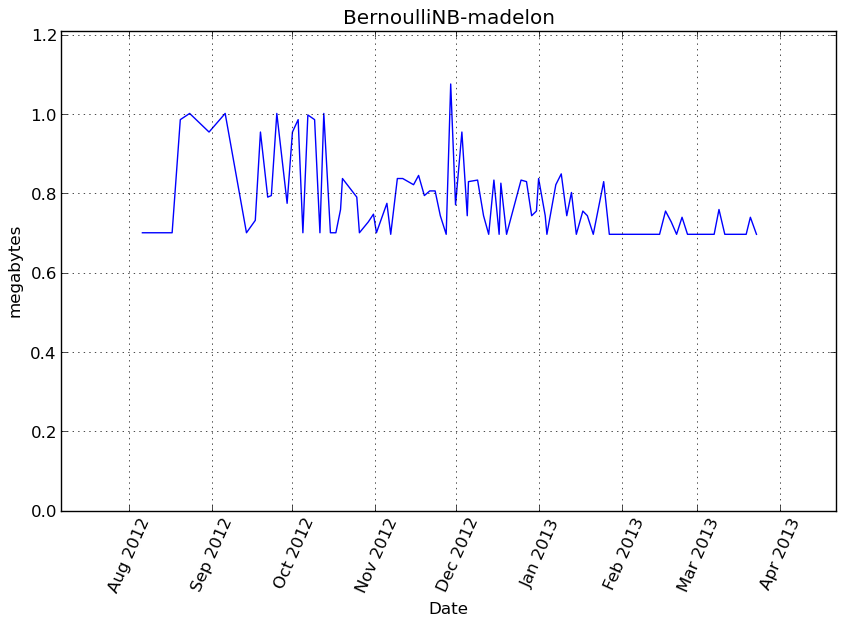 BernoulliNB-madelon
1.2
1.0
0.8
0.6
0.4
0.2
0.0
megabytes
Aug 2012
Sep 2012
Oct 2012
Nov 2012
Dec 2012
Jan 2013
Feb 2013
Mar 2013
Apr 2013
Date